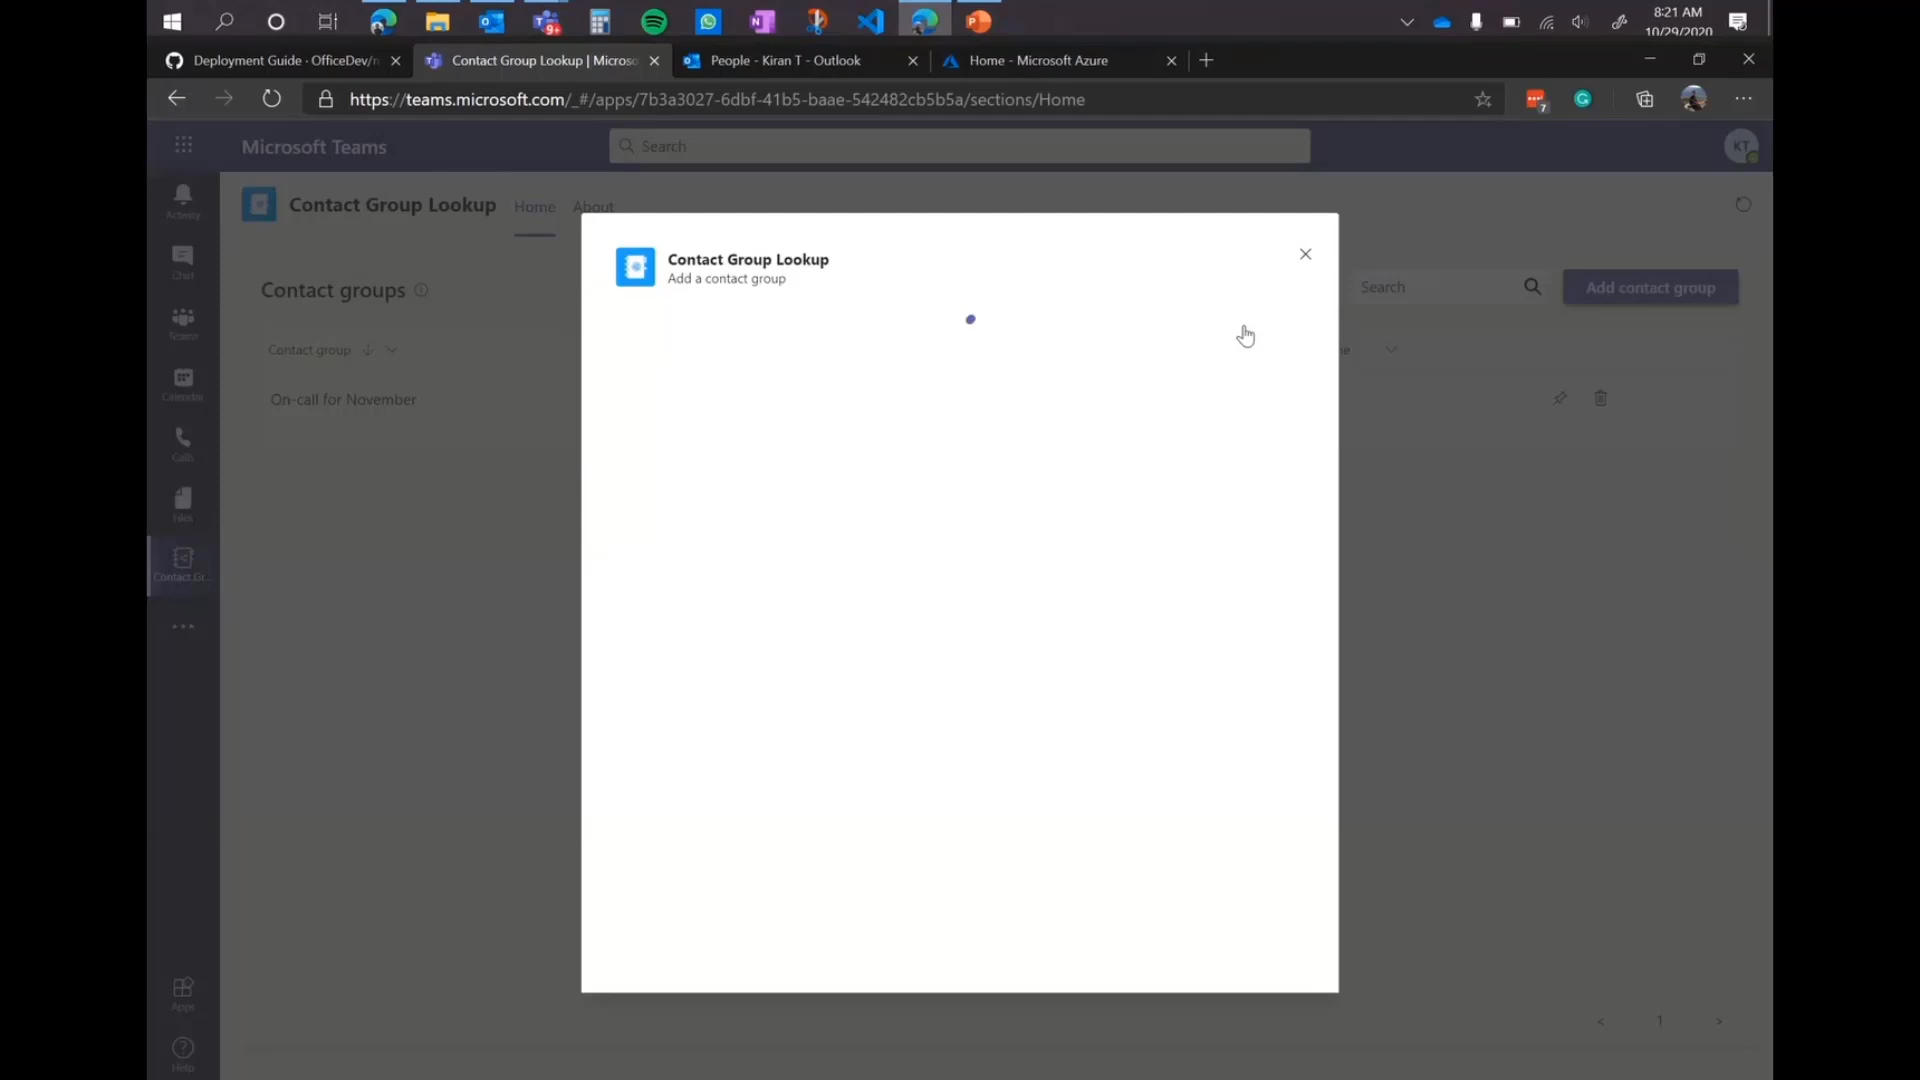 9+
8:21 AM
10/29/2020
Deployment Guide · OfficeDev/
Contact Group Lookup | Micros
People - Kiran T - Outlook
Home - Microsoft Azure
https://teams.microsoft.com/_#/apps/7b3a3027-6dbf-41b5-baae-542482cb5b5a/sections/Home
7
Microsoft Teams
Search
KT
Activity
Chat
Teams
Calendar
Calls
Files
Contact Gr...
Apps
Help
Contact Group Lookup
Home
About
Contact groups
Search
Add contact group
Contact group
On-call for November
Contact Group Lookup
Add a contact group
< 1 >